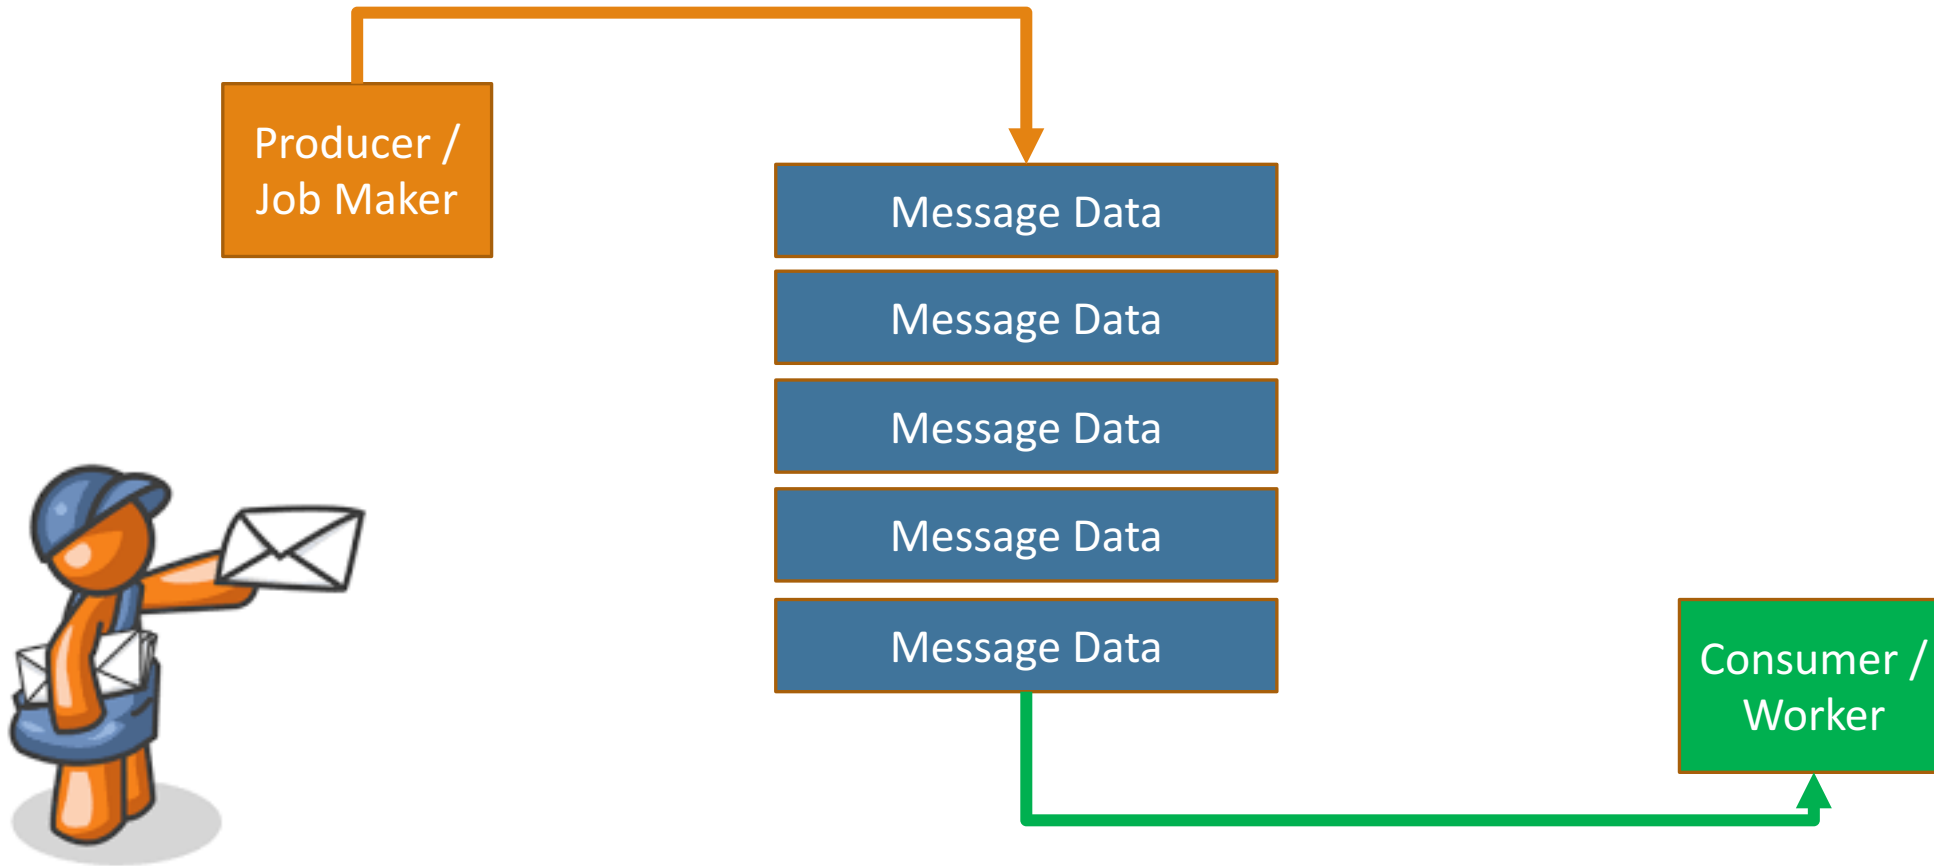 Producer /
Job Maker
Message Data
Message Data
Message Data
Message Data
Message Data
Consumer /
Worker